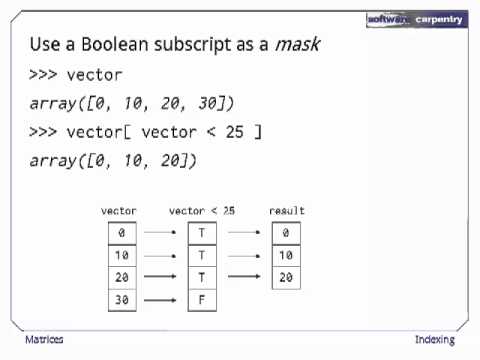 software carpentry
Use a Boolean subscript as a mask
>>> vector
array([0, 10, 20, 30])
>>> vector[ vector < 25 ]
array([0, 10, 20])
vector vector < 25 result
0 T 0
10 T 10
20 T 20
30 F
Matrices Indexing